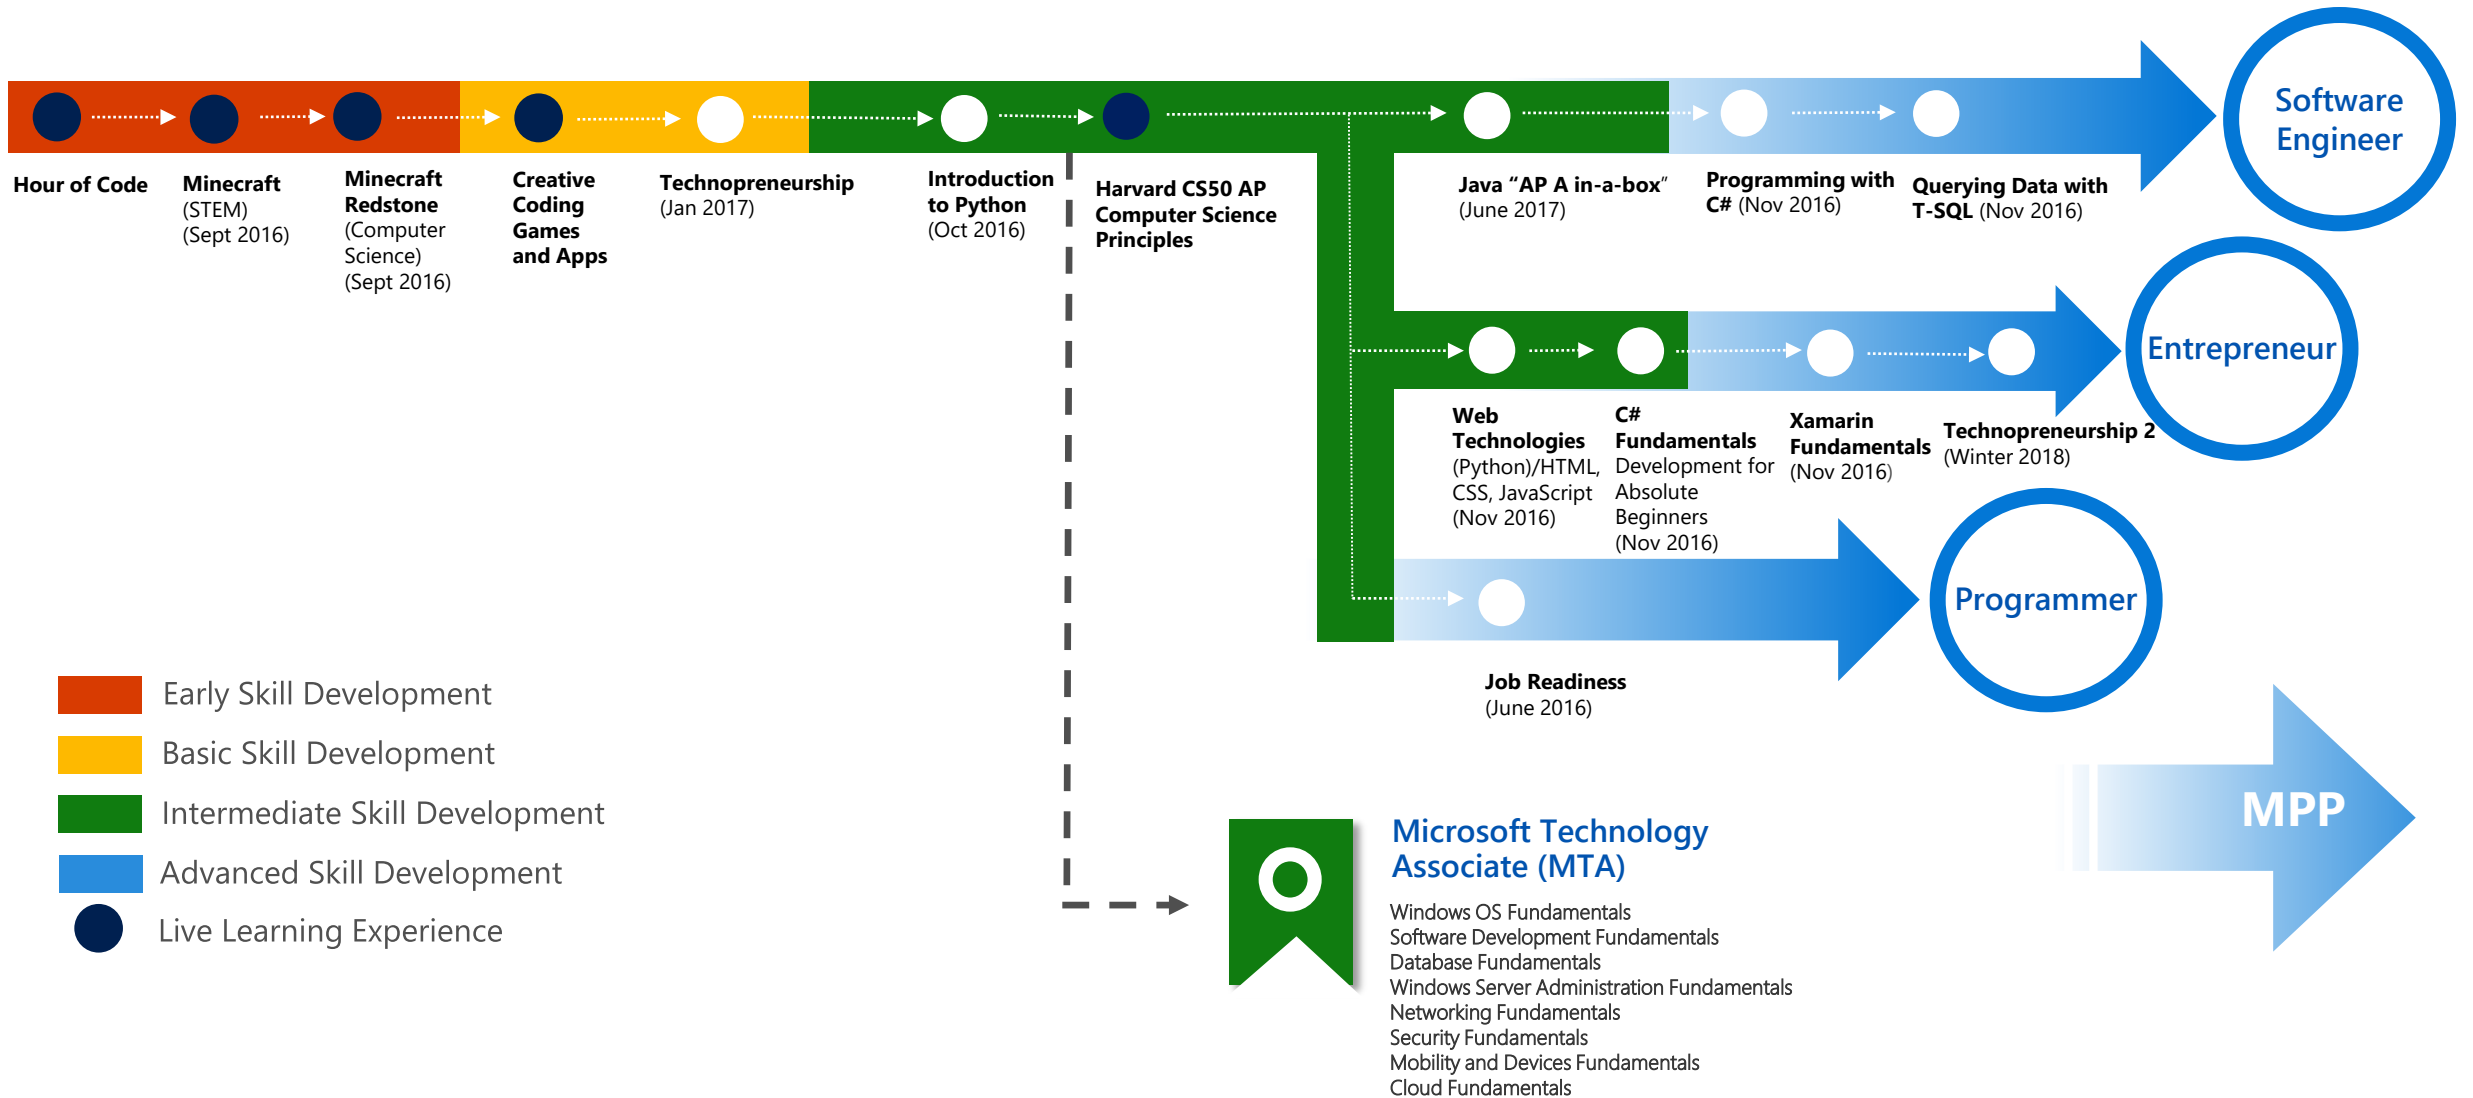 Software
Engineer
Hour of Code
Minecraft
(STEM)
(Sept 2016)
Minecraft
Redstone
(Computer
Science)
(Sept 2016)
Creative
Coding
Games
and Apps
Technopreneurship
(Jan 2017)
Introduction
to Python
(Oct 2016)
Harvard CS50 AP
Computer Science
Principles
Java “AP A in-a-box”
(June 2017)
Programming with
C# (Nov 2016)
Querying Data with
T-SQL (Nov 2016)
Entrepreneur
Web
Technologies
(Python)/HTML,
CSS, JavaScript
(Nov 2016)
C#
Fundamentals
Development for
Absolute
Beginners
(Nov 2016)
Xamarin
Fundamentals
(Nov 2016)
Technopreneurship 2
(Winter 2018)
Programmer
Job Readiness
(June 2016)
Early Skill Development
Basic Skill Development
Intermediate Skill Development
Advanced Skill Development
Live Learning Experience
MPP
Microsoft Technology
Associate (MTA)
Windows OS Fundamentals
Software Development Fundamentals
Database Fundamentals
Windows Server Administration Fundamentals
Networking Fundamentals
Security Fundamentals
Mobility and Devices Fundamentals
Cloud Fundamentals